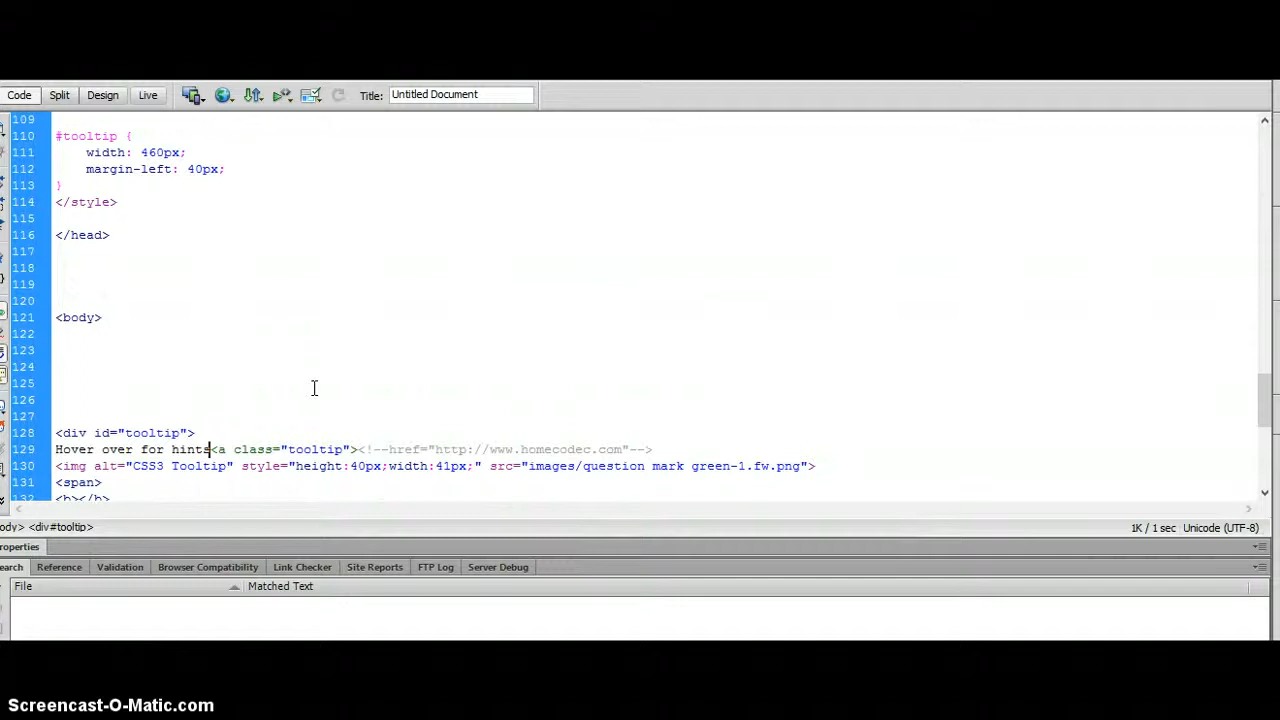 Code Split Design Live Title: Untitled Document
109
110 #tooltip {
111 width: 460px;
112 margin-left: 40px;
113 }
114 </style>
115
116 </head>
117
118
119
120
121 <body>
122
123
124
125
126
127
128 <div id="tooltip">
129 Hover over for hints<a class="tooltip"><!--href="http://www.homecodec.com"-->
130 <img alt="CSS3 Tooltip" style="height:40px;width:41px;" src="images/question mark green-1.fw.png">
131 <span>
132 <b></b>
ody> <div#tooltip> 1K / 1 sec Unicode (UTF-8)
roperties
earch Reference Validation Browser Compatibility Link Checker Site Reports FTP Log Server Debug
File Matched Text
Screencast-O-Matic.com